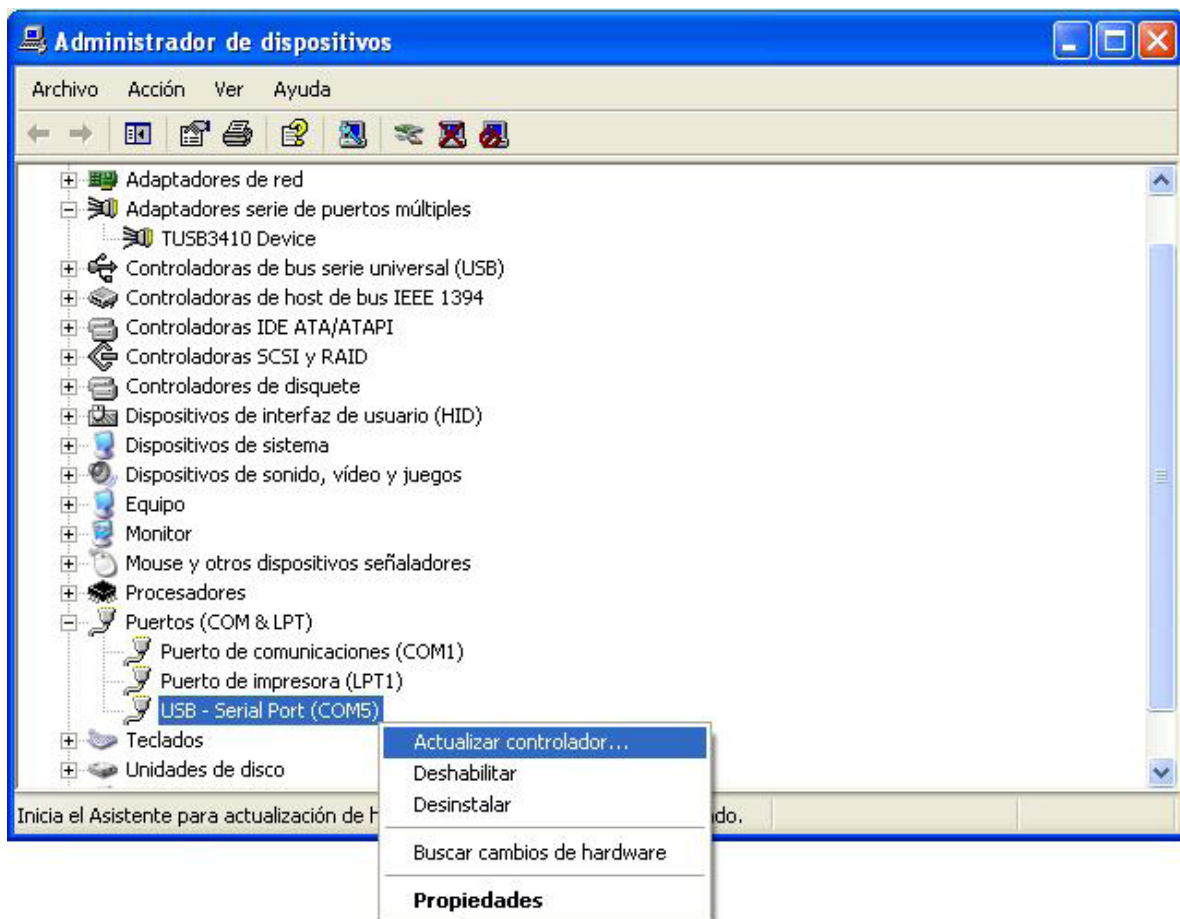 Administrador de dispositivos
Archivo Acción Ver Ayuda
Adaptadores de red
Adaptadores serie de puertos múltiples
TUSB3410 Device
Controladoras de bus serie universal (USB)
Controladoras de host de bus IEEE 1394
Controladoras IDE ATA/ATAPI
Controladoras SCSI y RAID
Controladores de disquete
Dispositivos de interfaz de usuario (HID)
Dispositivos de sistema
Dispositivos de sonido, vídeo y juegos
Equipo
Monitor
Mouse y otros dispositivos señaladores
Procesadores
Puertos (COM & LPT)
Puerto de comunicaciones (COM1)
Puerto de impresora (LPT1)
USB - Serial Port (COM5)
Teclados
Unidades de disco
Actualizar controlador...
Deshabilitar
Desinstalar
Buscar cambios de hardware
Propiedades
Inicia el Asistente para actualización de